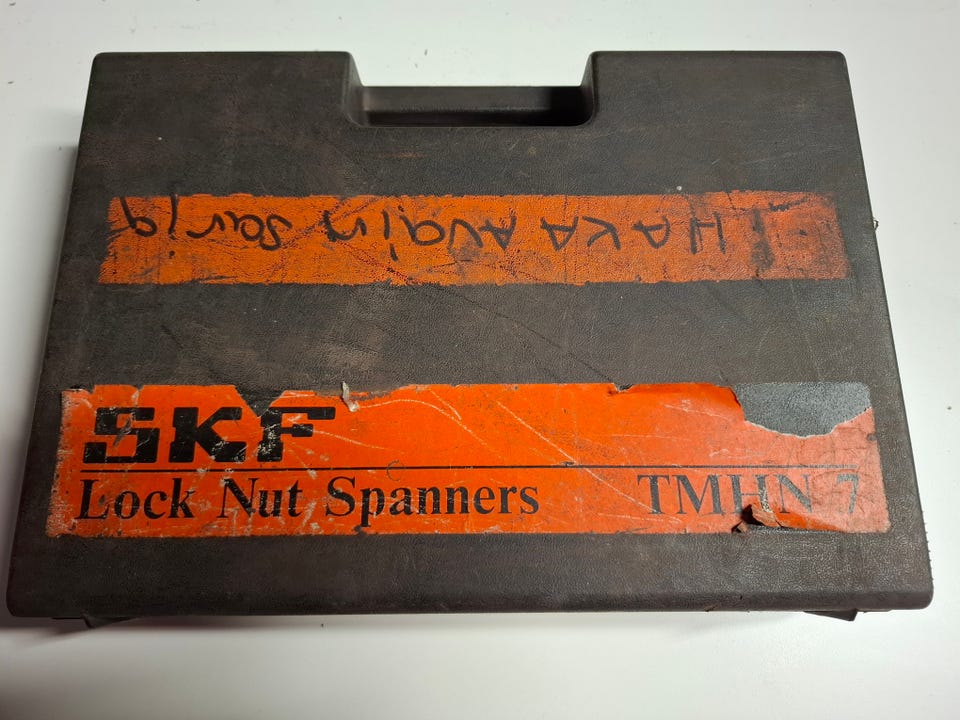 HAKA AVain sarja
SKF
Lock Nut Spanners TMHN 7